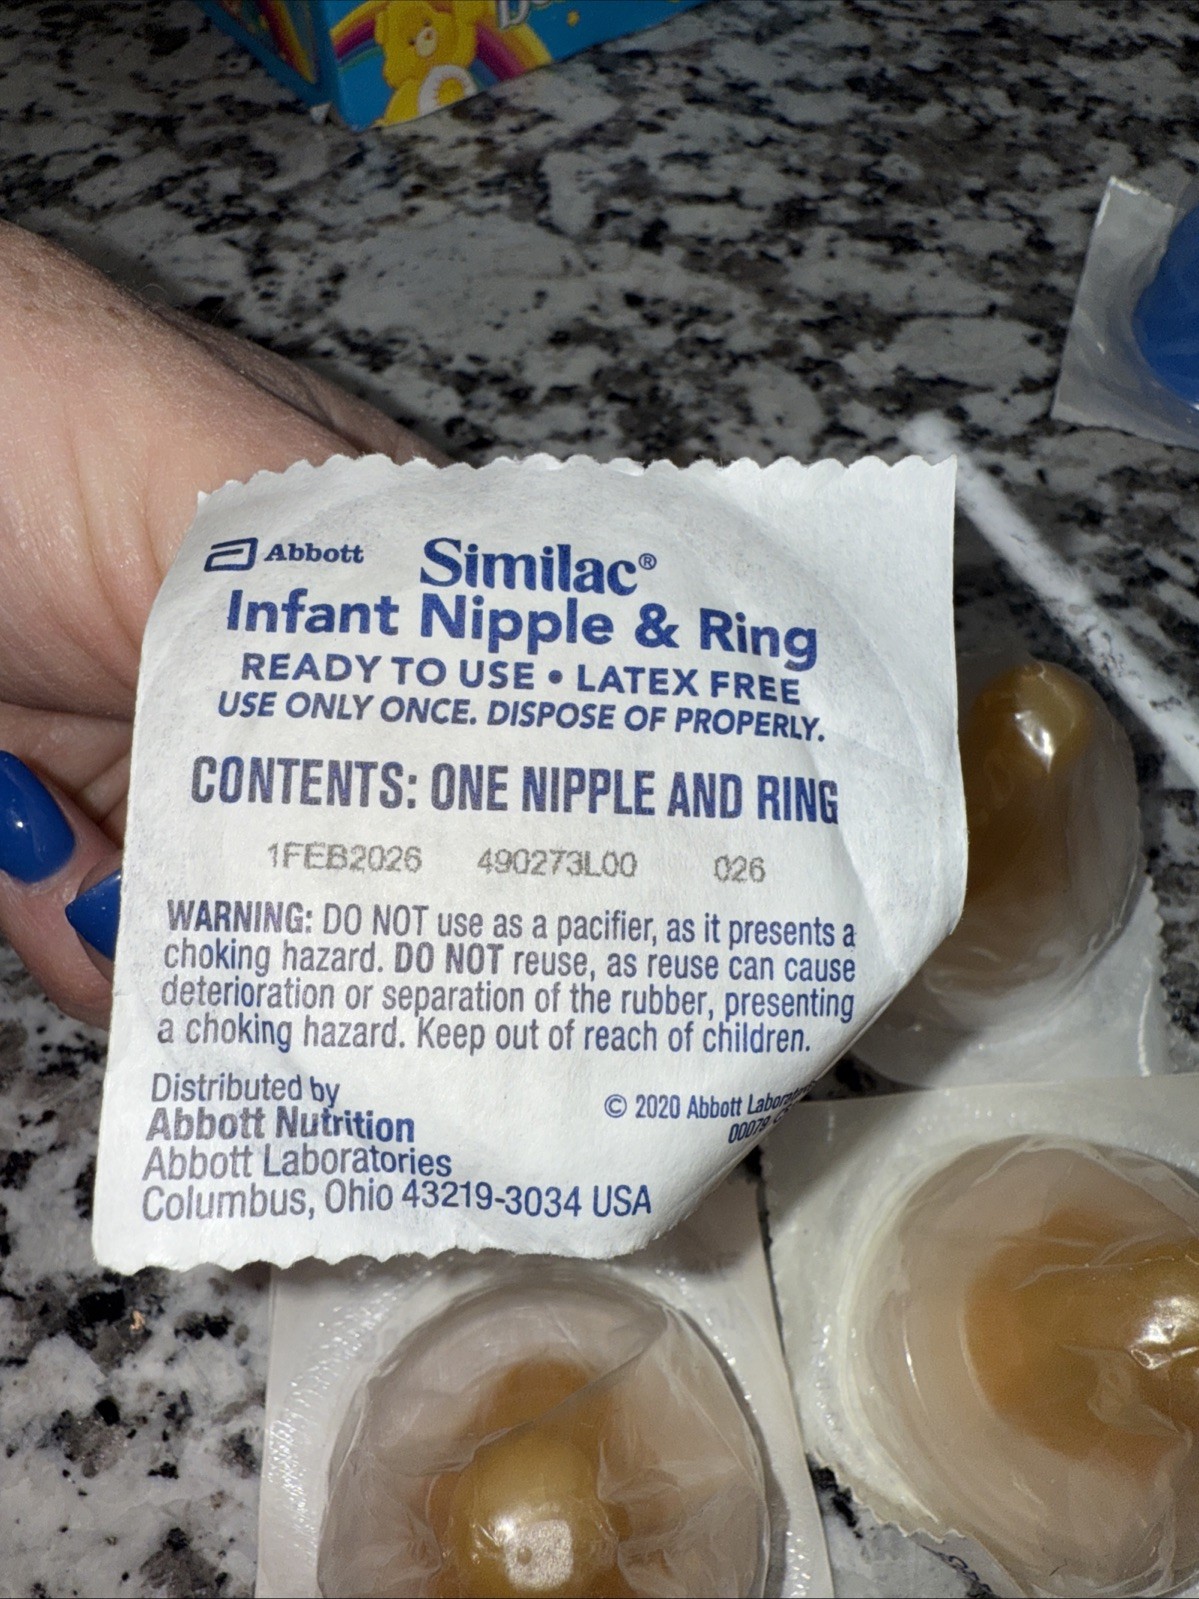 Abbott Similac®
Infant Nipple & Ring
READY TO USE • LATEX FREE
USE ONLY ONCE. DISPOSE OF PROPERLY.
CONTENTS: ONE NIPPLE AND RING
1FEB2026 490273L00 026
WARNING: DO NOT use as a pacifier, as it presents a
choking hazard. DO NOT reuse, as reuse can cause
deterioration or separation of the rubber, presenting
a choking hazard. Keep out of reach of children.
Distributed by
Abbott Nutrition
Abbott Laboratories
Columbus, Ohio 43219-3034 USA
© 2020 Abbott
00079